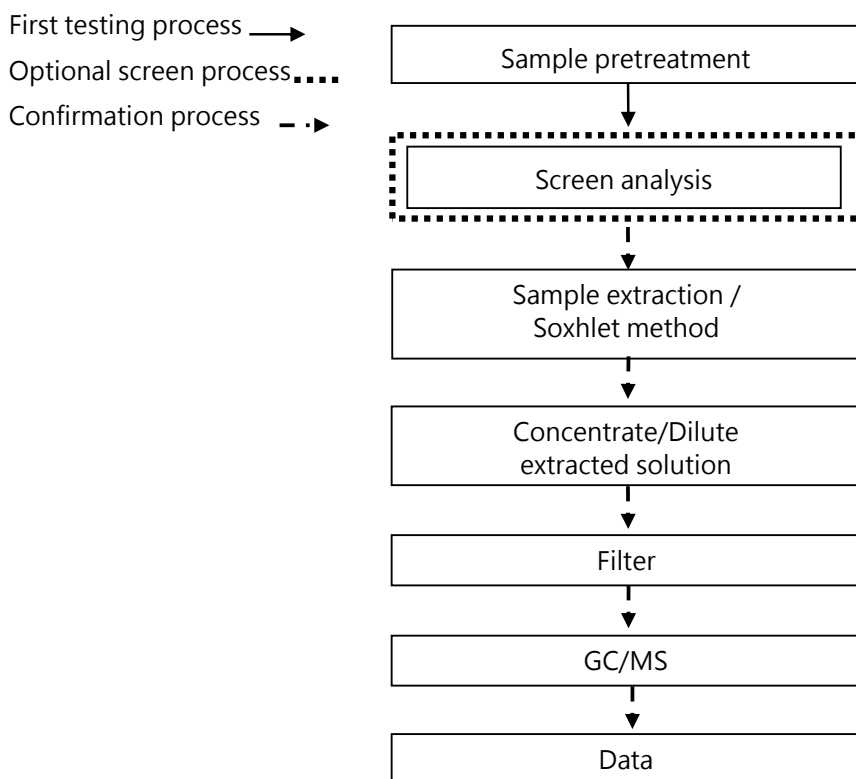 First testing process
Optional screen process
Confirmation process
Sample pretreatment
Screen analysis
Sample extraction /
Soxhlet method
Concentrate/Dilute
extracted solution
Filter
GC/MS
Data